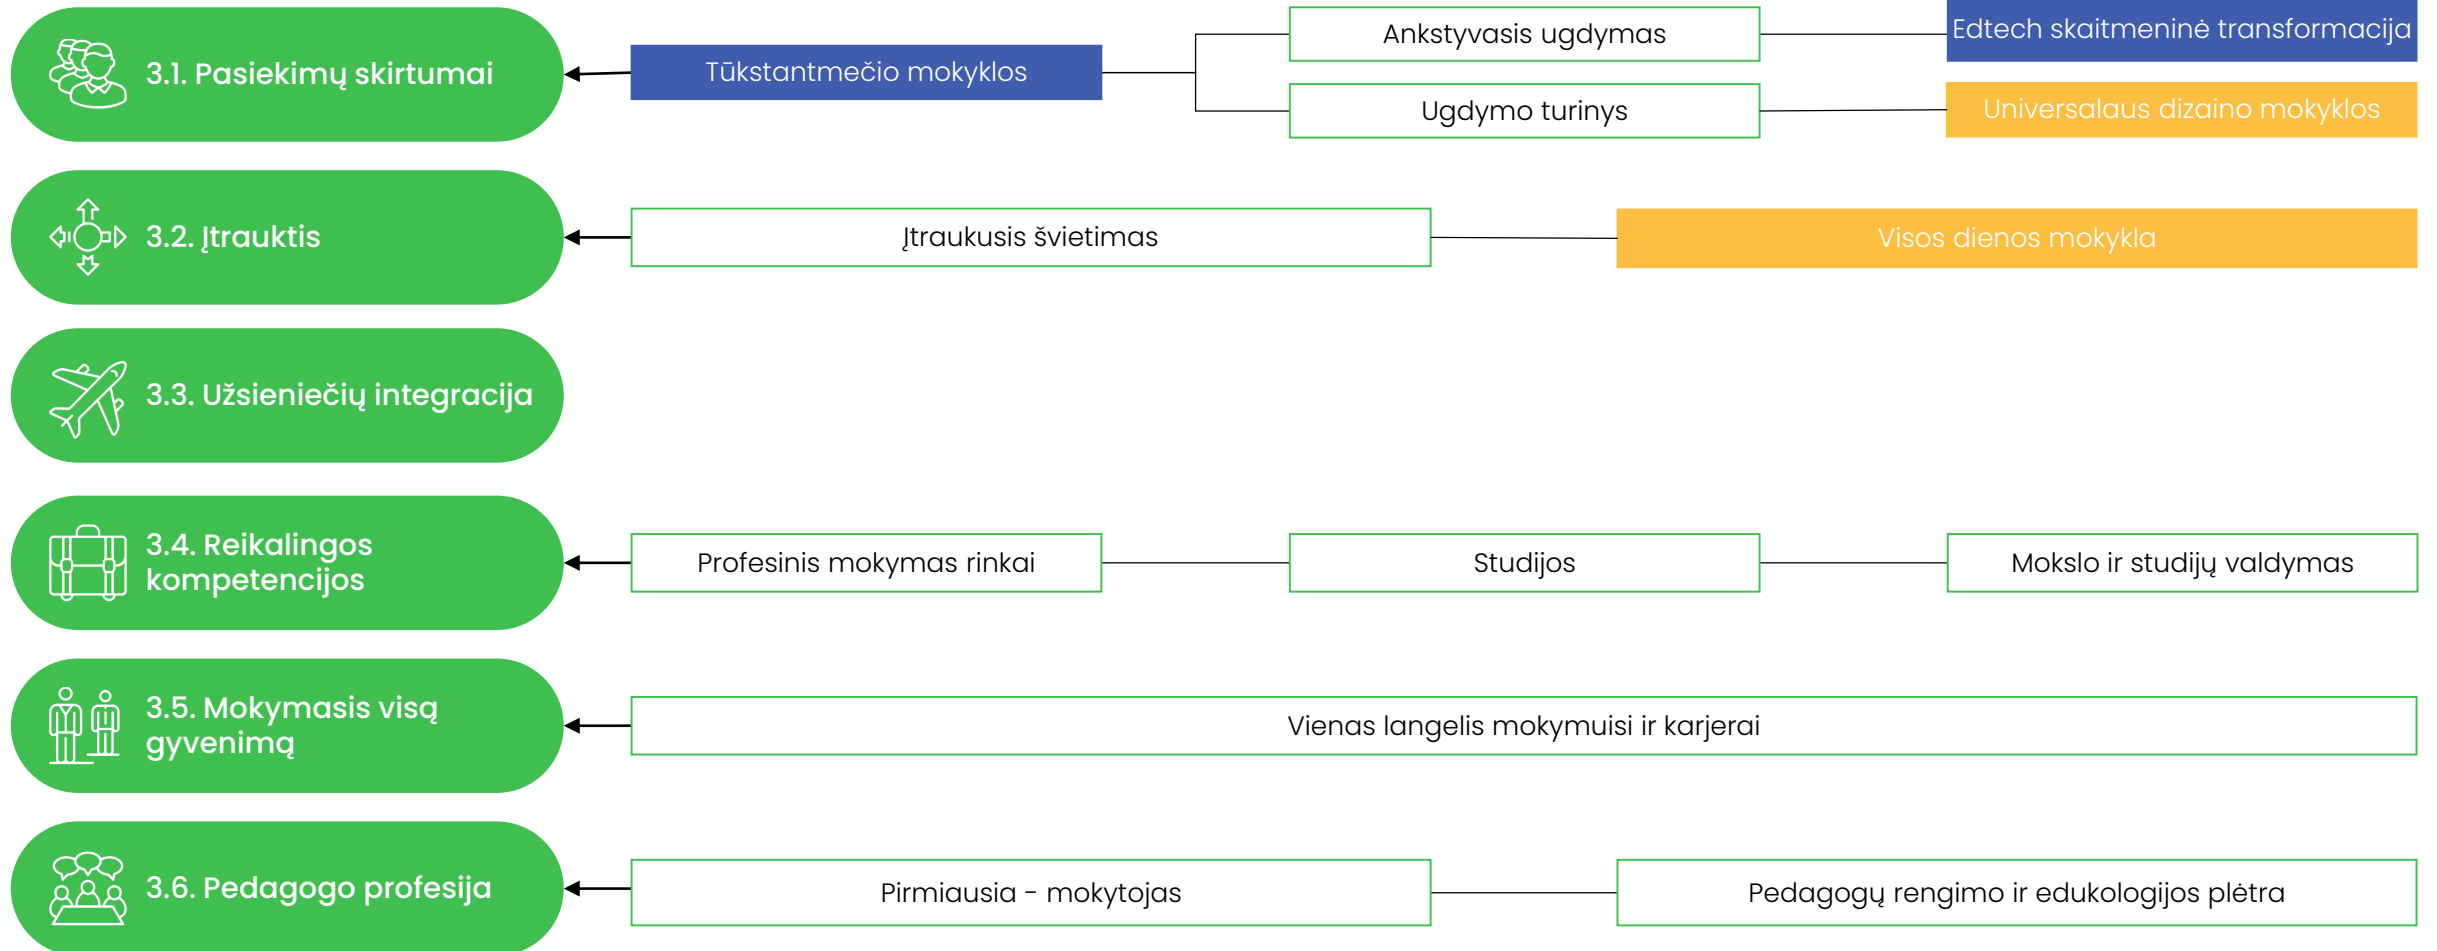 3.1. Pasiekimų skirtumai
Tūkstantmečio mokyklos
Ankstyvasis ugdymas
Edtech skaitmeninė transformacija
Ugdymo turinys
Universalaus dizaino mokyklos
3.2. Įtrauktis
Įtraukusis švietimas
Visos dienos mokykla
3.3. Užsieniečių integracija
3.4. Reikalingos
kompetencijos
Profesinis mokymas rinkai
Studijos
Mokslo ir studijų valdymas
3.5. Mokymasis visą
gyvenimą
Vienas langelis mokymuisi ir karjerai
3.6. Pedagogo profesija
Pirmiausia - mokytojas
Pedagogų rengimo ir edukologijos plėtra